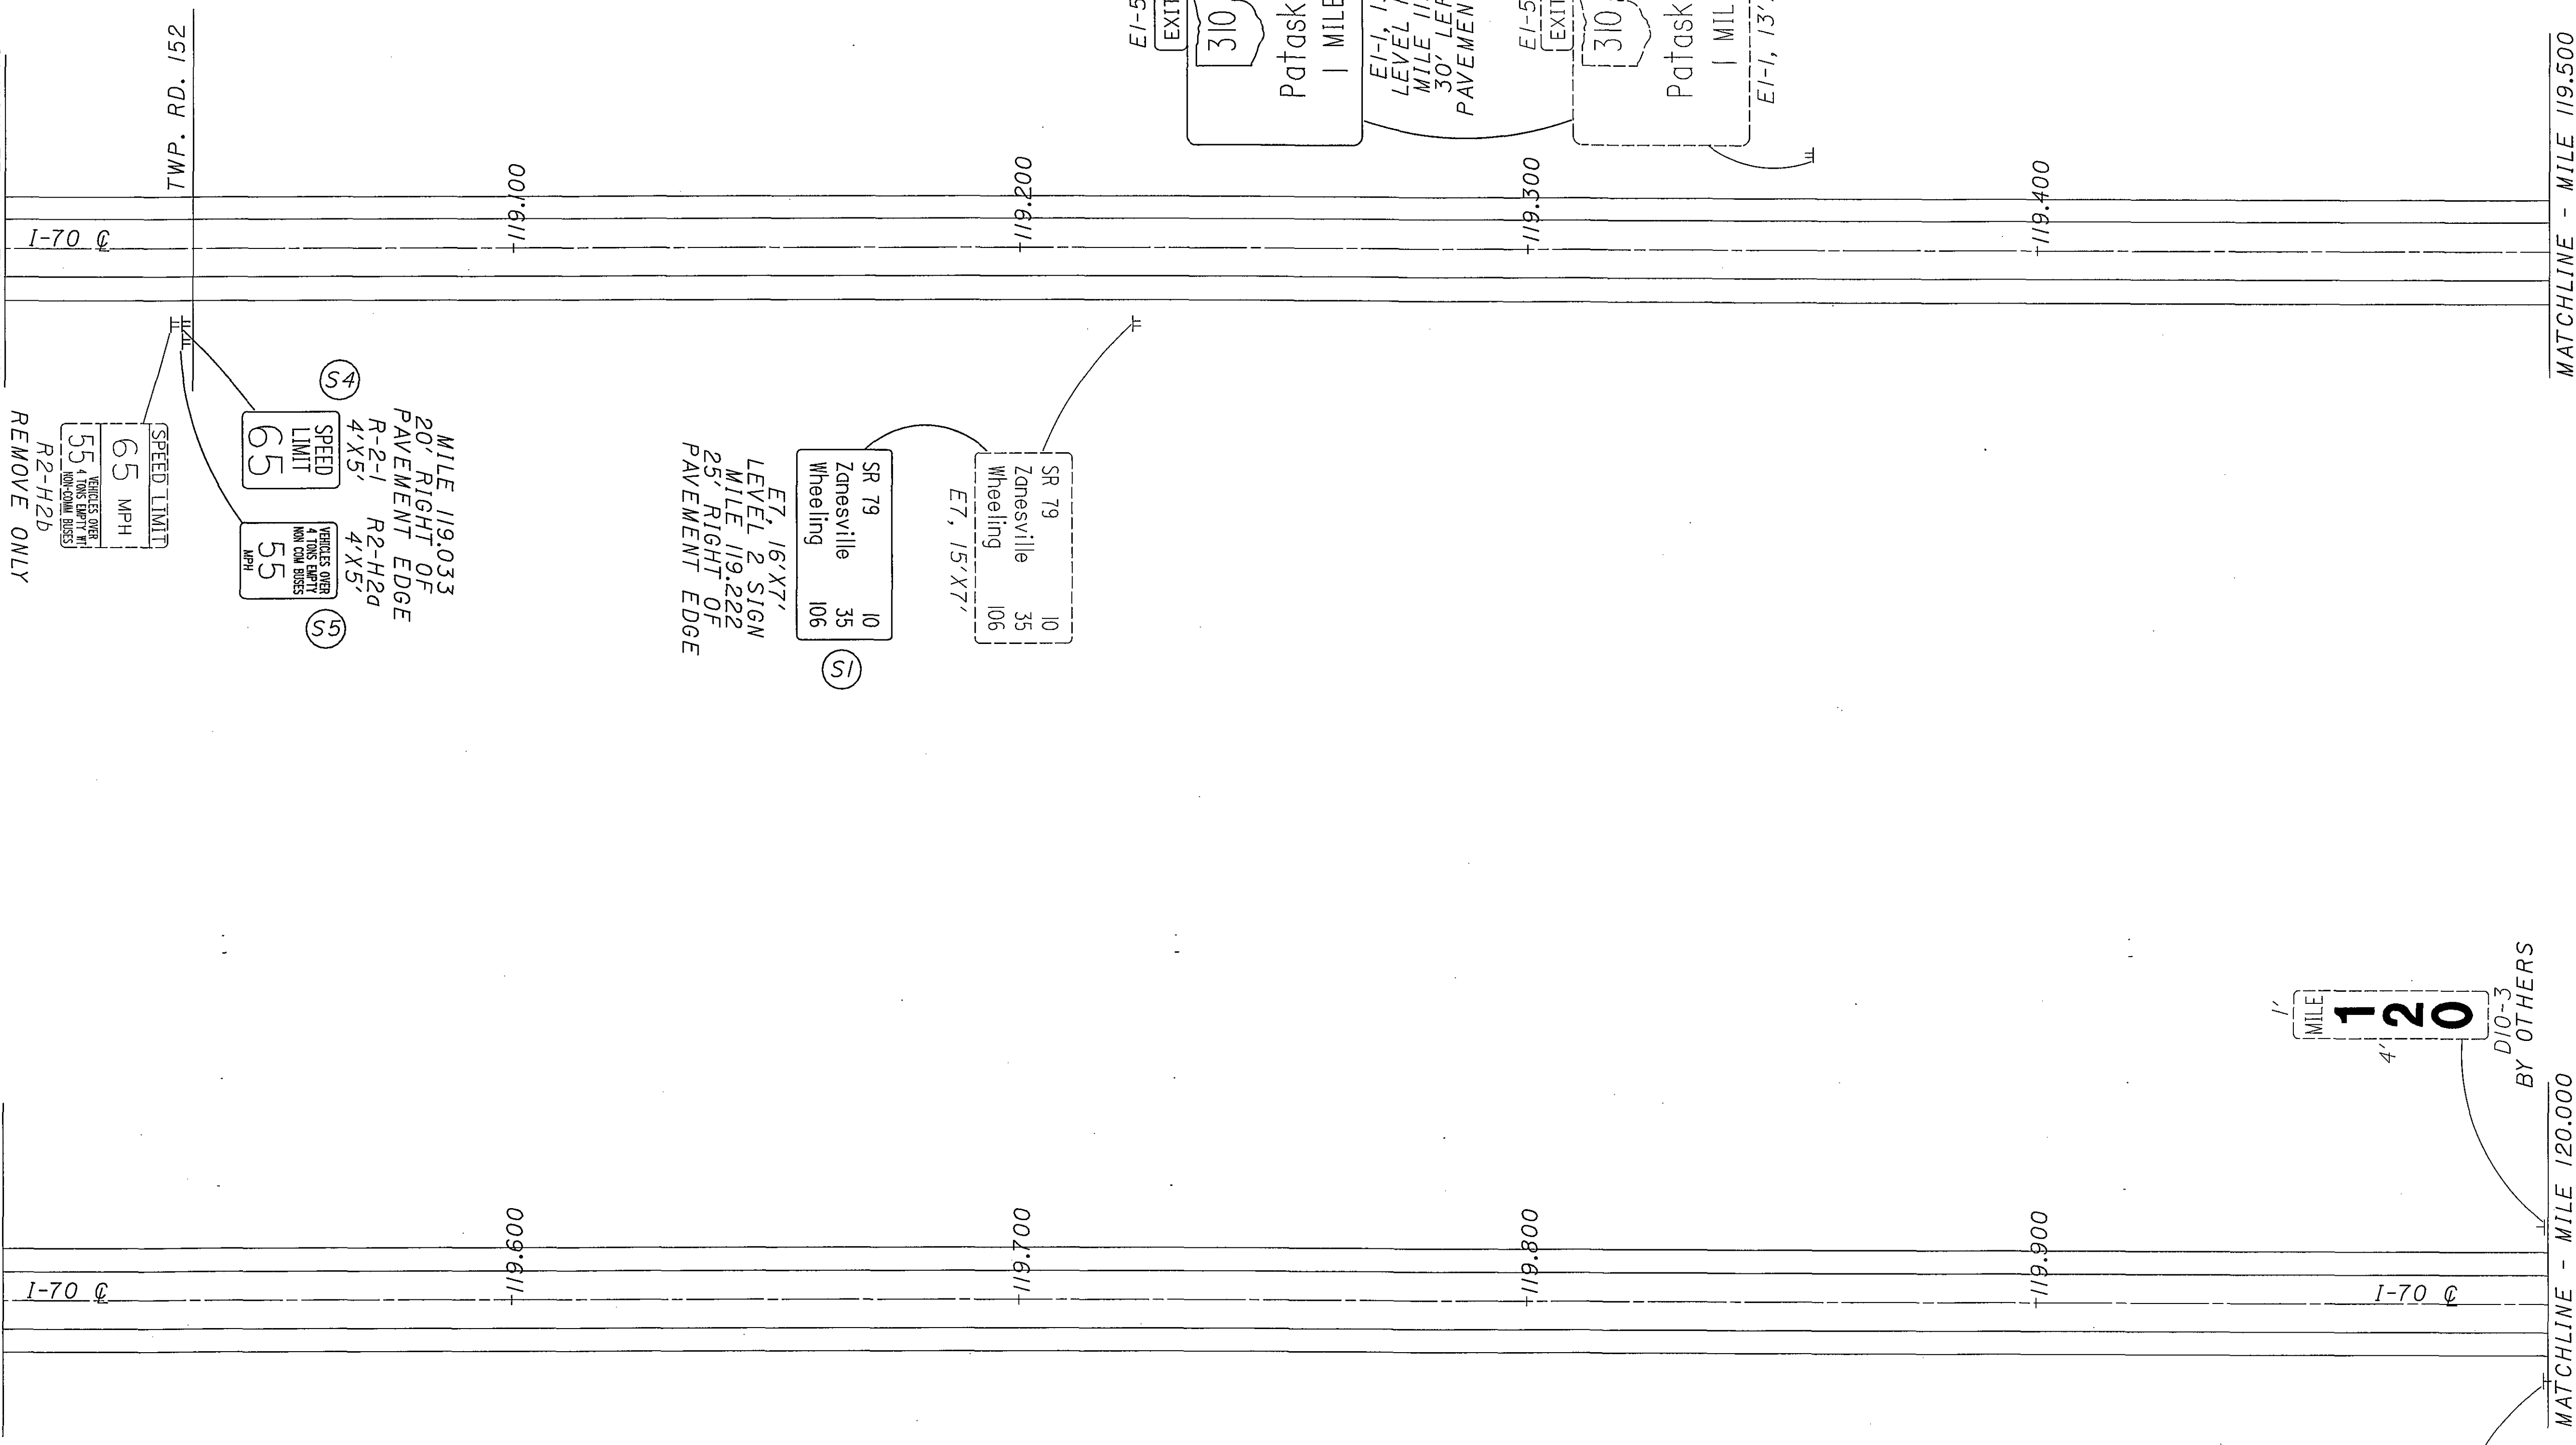 TWP. RD. 152
I-70 ℄
119.100
119.200
119.300
119.400
MATCHLINE - MILE 119.500
E1-5
EXIT
310
Patask
1 MILE
E1-1, 1
LEVEL
MILE 11
30' LEF
PAVEMEN
E1-5
EXIT
310
Patask
1 MIL
E1-1, 13'
S4
MILE 119.033
20' RIGHT OF
PAVEMENT EDGE
R-2-1 R2-H2a
4'X5' 4'X5'
SPEED
LIMIT
65
VEHICLES OVER
4 TONS EMPTY
NON COM BUSES
55
MPH
S5
SPEED LIMIT
65 MPH
55 VEHICLES OVER
4 TONS EMPTY WT
NON-COMM BUSES
R2-H2b
REMOVE ONLY
SR 79 10
Zanesville 35
Wheeling 106
E7, 15'X7'
SR 79 10
Zanesville 35
Wheeling 106
S1
E7, 16'X7'
LEVEL 2 SIGN
MILE 119.222
25' RIGHT OF
PAVEMENT EDGE
1'
MILE
120
4'
D10-3
BY OTHERS
I-70 ℄
119.600
119.700
119.800
119.900
I-70 ℄
MATCHLINE - MILE 120.000